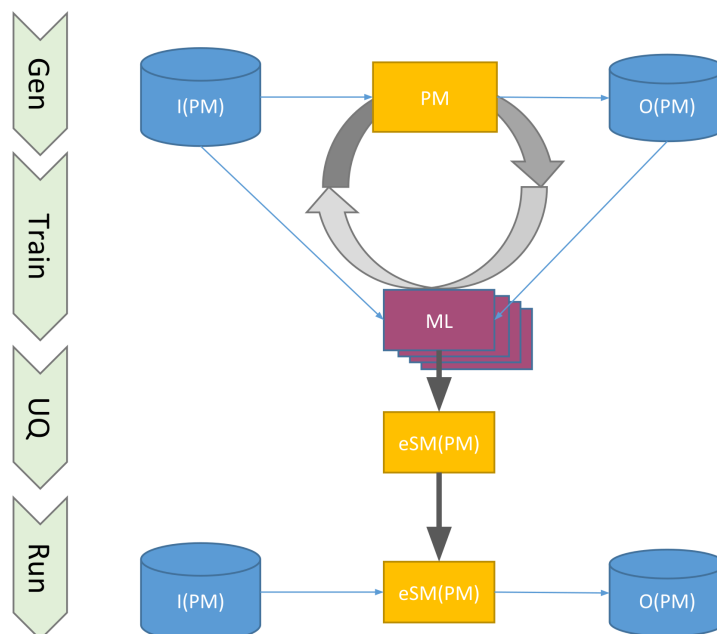 Gen
I(PM)
PM
O(PM)
Train
ML
UQ
eSM(PM)
Run
I(PM)
eSM(PM)
O(PM)